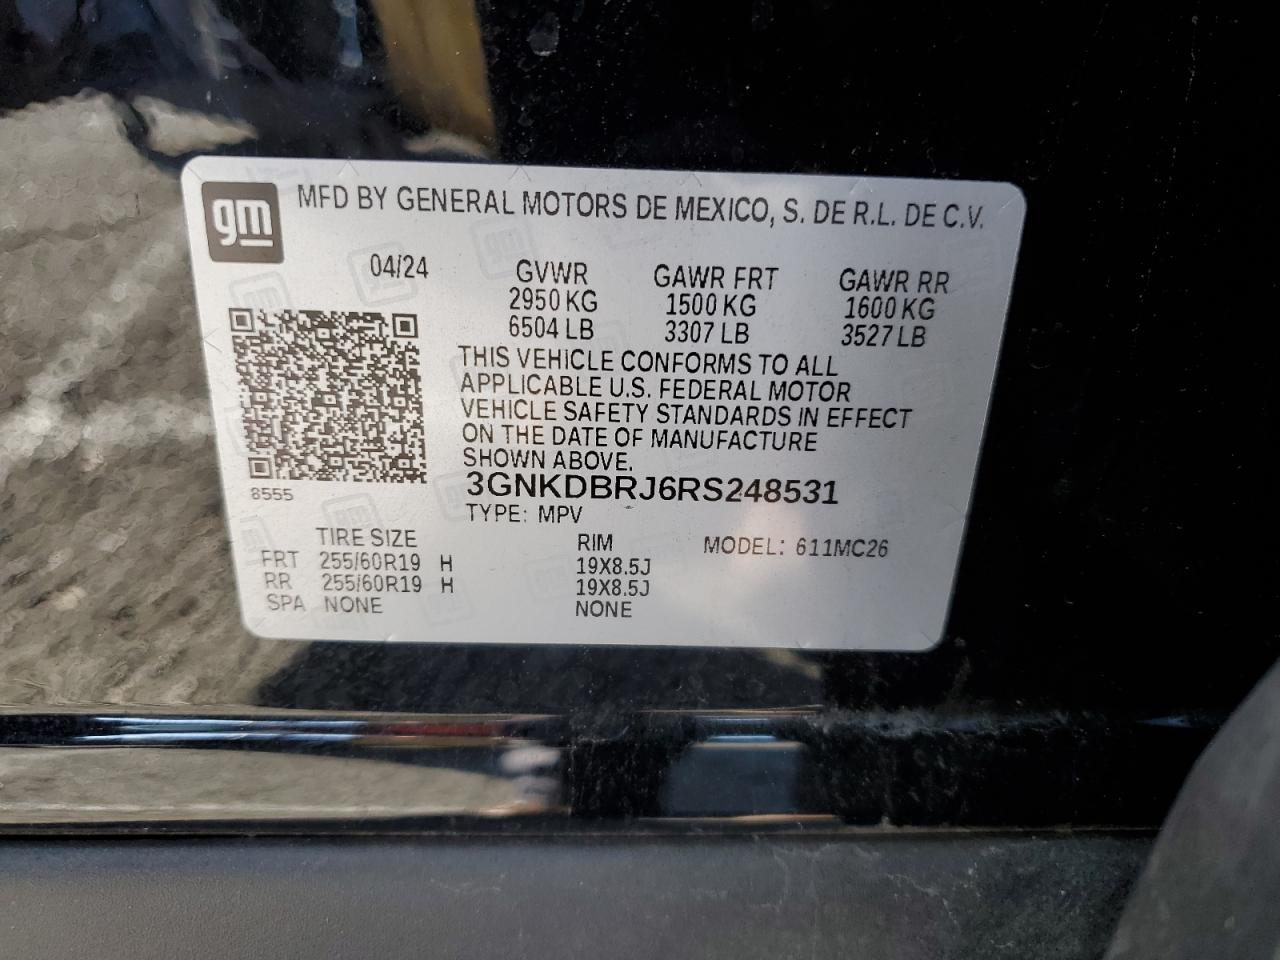 gm
MFD BY GENERAL MOTORS DE MEXICO, S. DE R.L. DE C.V.
04/24
GVWR GAWR FRT GAWR RR
2950 KG 1500 KG 1600 KG
6504 LB 3307 LB 3527 LB
THIS VEHICLE CONFORMS TO ALL
APPLICABLE U.S. FEDERAL MOTOR
VEHICLE SAFETY STANDARDS IN EFFECT
ON THE DATE OF MANUFACTURE
SHOWN ABOVE.
3GNKDBRJ6RS248531
8555
TYPE: MPV
TIRE SIZE RIM MODEL: 611MC26
FRT 255/60R19 H 19X8.5J
RR 255/60R19 H 19X8.5J
SPA NONE NONE